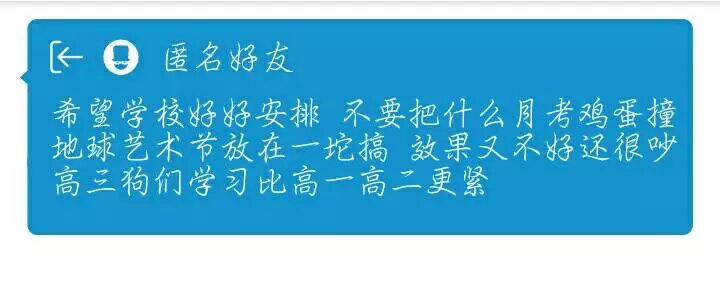 匿名好友
希望学校好好安排 不要把什么月考鸡蛋撞
地球艺术节放在一坨搞 效果又不好还很吵
高三狗们学习比高一高二更紧